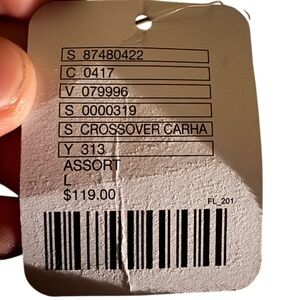 S 87480422
C 0417
V 079996
S 0000319
S CROSSOVER CARHA
Y 313
ASSORT
L
$119.00
FL_201